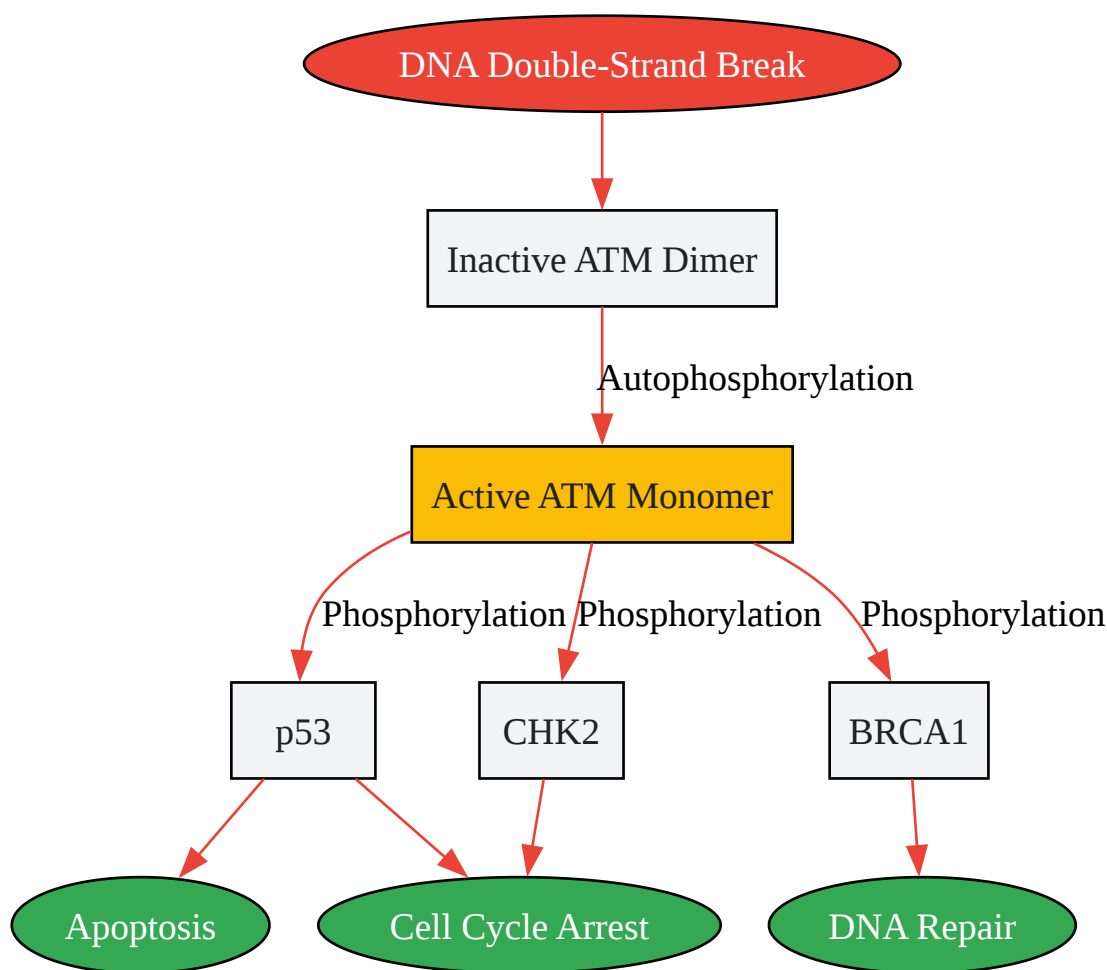 DNA Double-Strand Break
Inactive ATM Dimer
Autophosphorylation
Active ATM Monomer
Phosphorylation
Phosphorylation
Phosphorylation
p53
CHK2
BRCA1
Apoptosis
Cell Cycle Arrest
DNA Repair